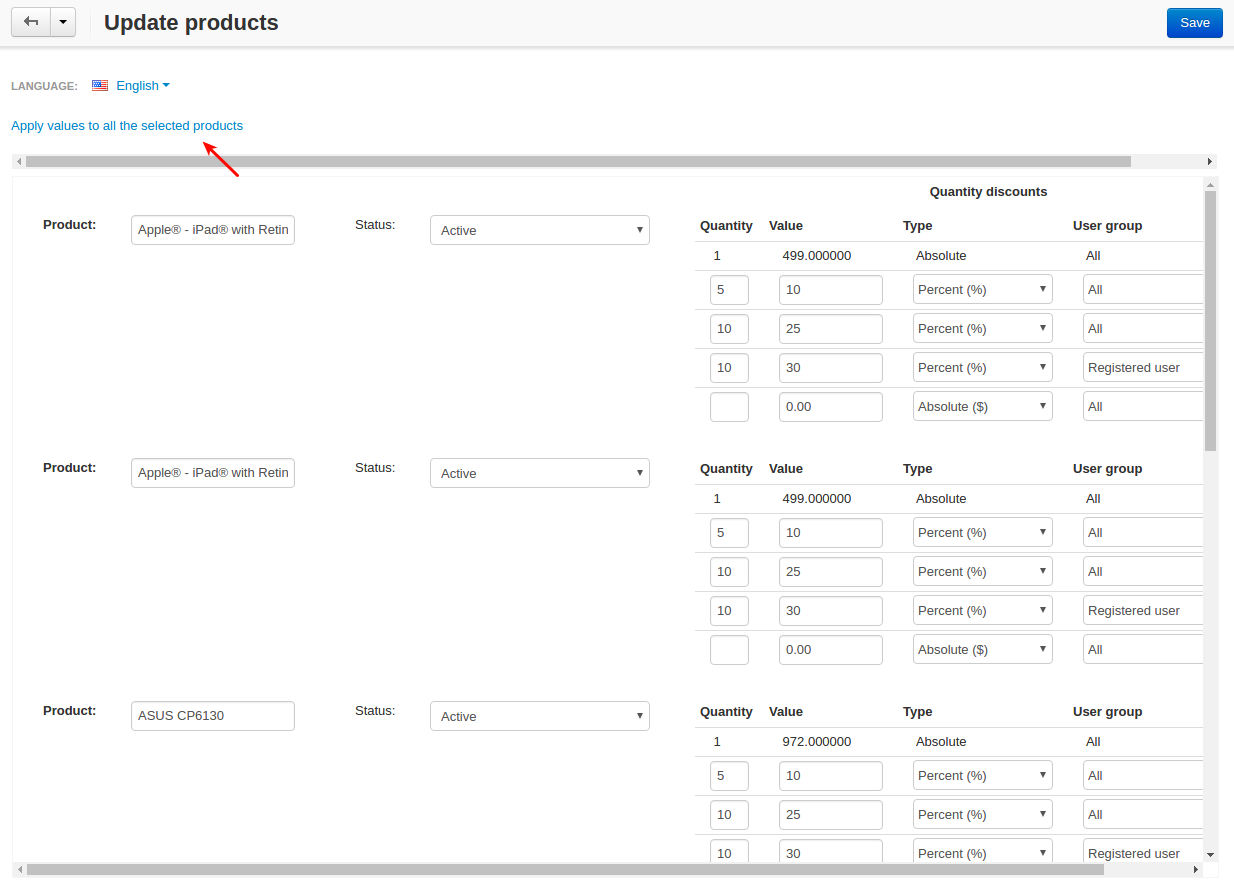 Update products
Save
LANGUAGE: English
Apply values to all the selected products
Quantity discounts
Product: Apple® - iPad® with Retin Status: Active Quantity Value Type User group
1 499.000000 Absolute All
5 10 Percent (%) All
10 25 Percent (%) All
10 30 Percent (%) Registered user
0.00 Absolute ($) All
Product: Apple® - iPad® with Retin Status: Active Quantity Value Type User group
1 499.000000 Absolute All
5 10 Percent (%) All
10 25 Percent (%) All
10 30 Percent (%) Registered user
0.00 Absolute ($) All
Product: ASUS CP6130 Status: Active Quantity Value Type User group
1 972.000000 Absolute All
5 10 Percent (%) All
10 25 Percent (%) All
10 30 Percent (%) Registered user